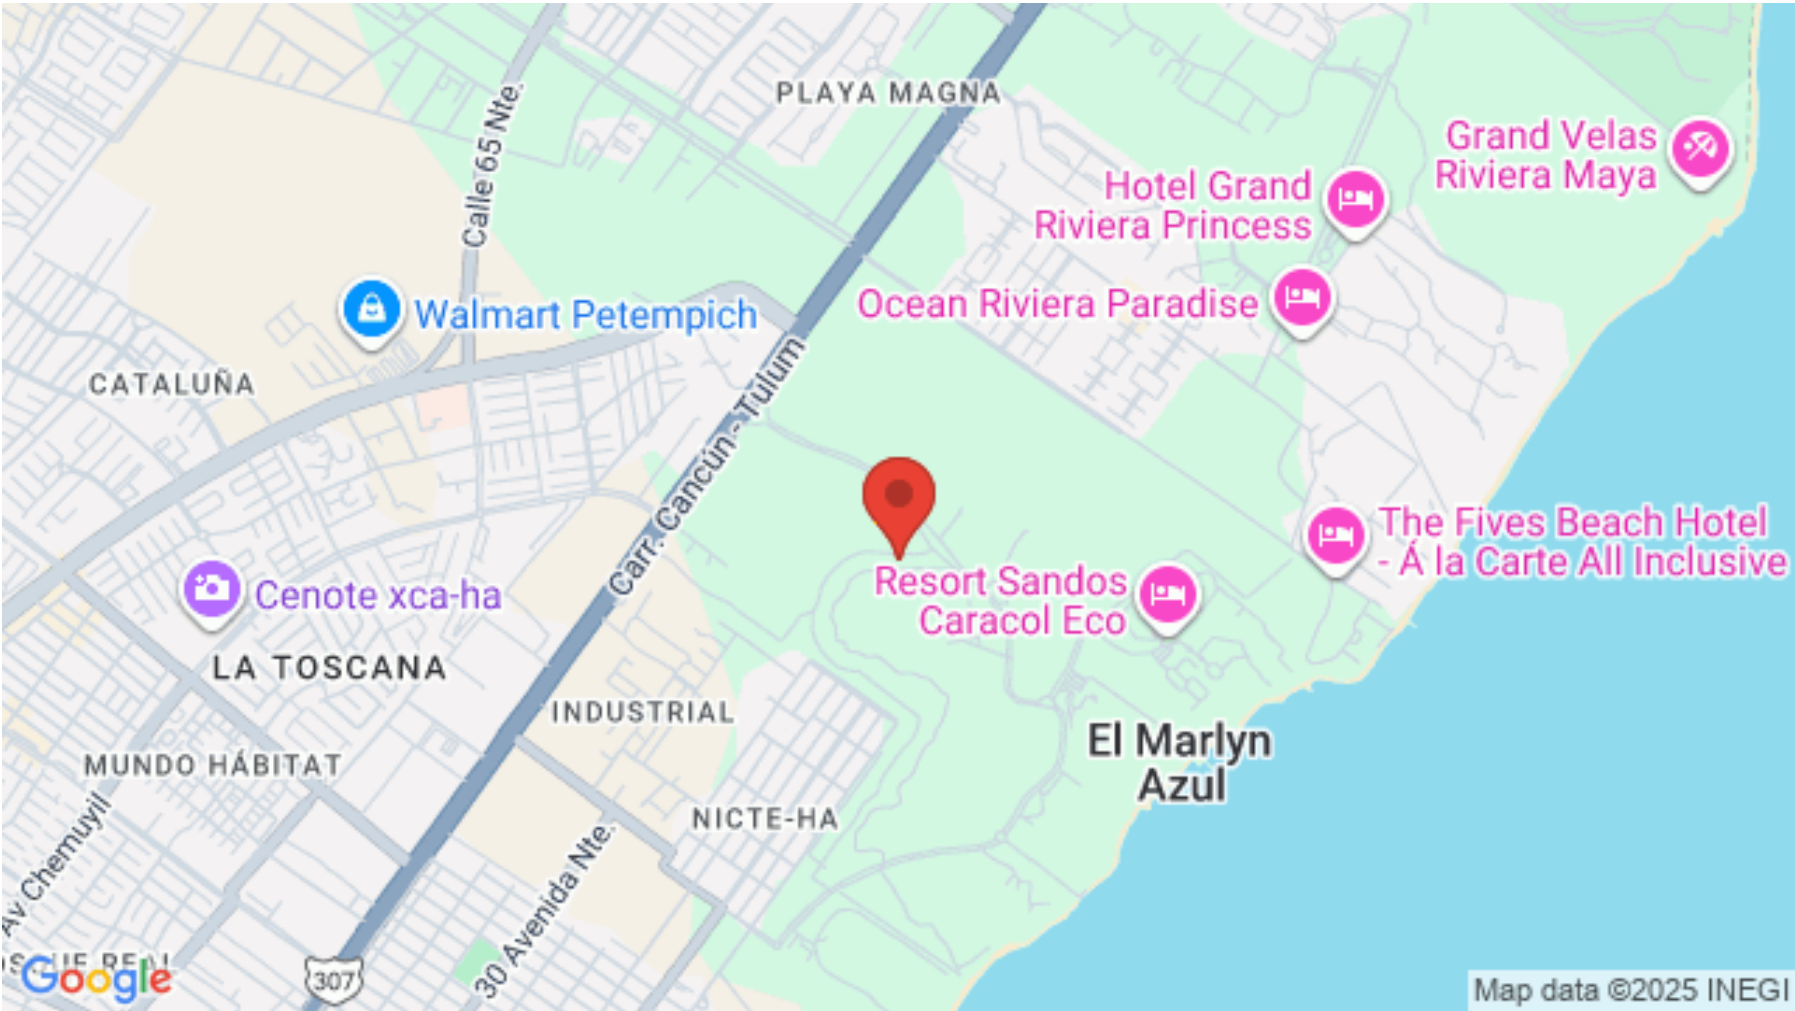 PLAYA MAGNA
Calle 65 Nte.
Grand Velas
Riviera Maya
Hotel Grand
Riviera Princess
Ocean Riviera Paradise
Walmart Petempich
CATALUÑA
Carr. Cancún - Tulum
The Fives Beach Hotel
- Á la Carte All Inclusive
Resort Sandos
Caracol Eco
Cenote xca-ha
LA TOSCANA
INDUSTRIAL
El Marlyn
Azul
MUNDO HÁBITAT
NICTE-HA
Av Chemuyil
30 Avenida Nte.
307
Google
Map data ©2025 INEGI